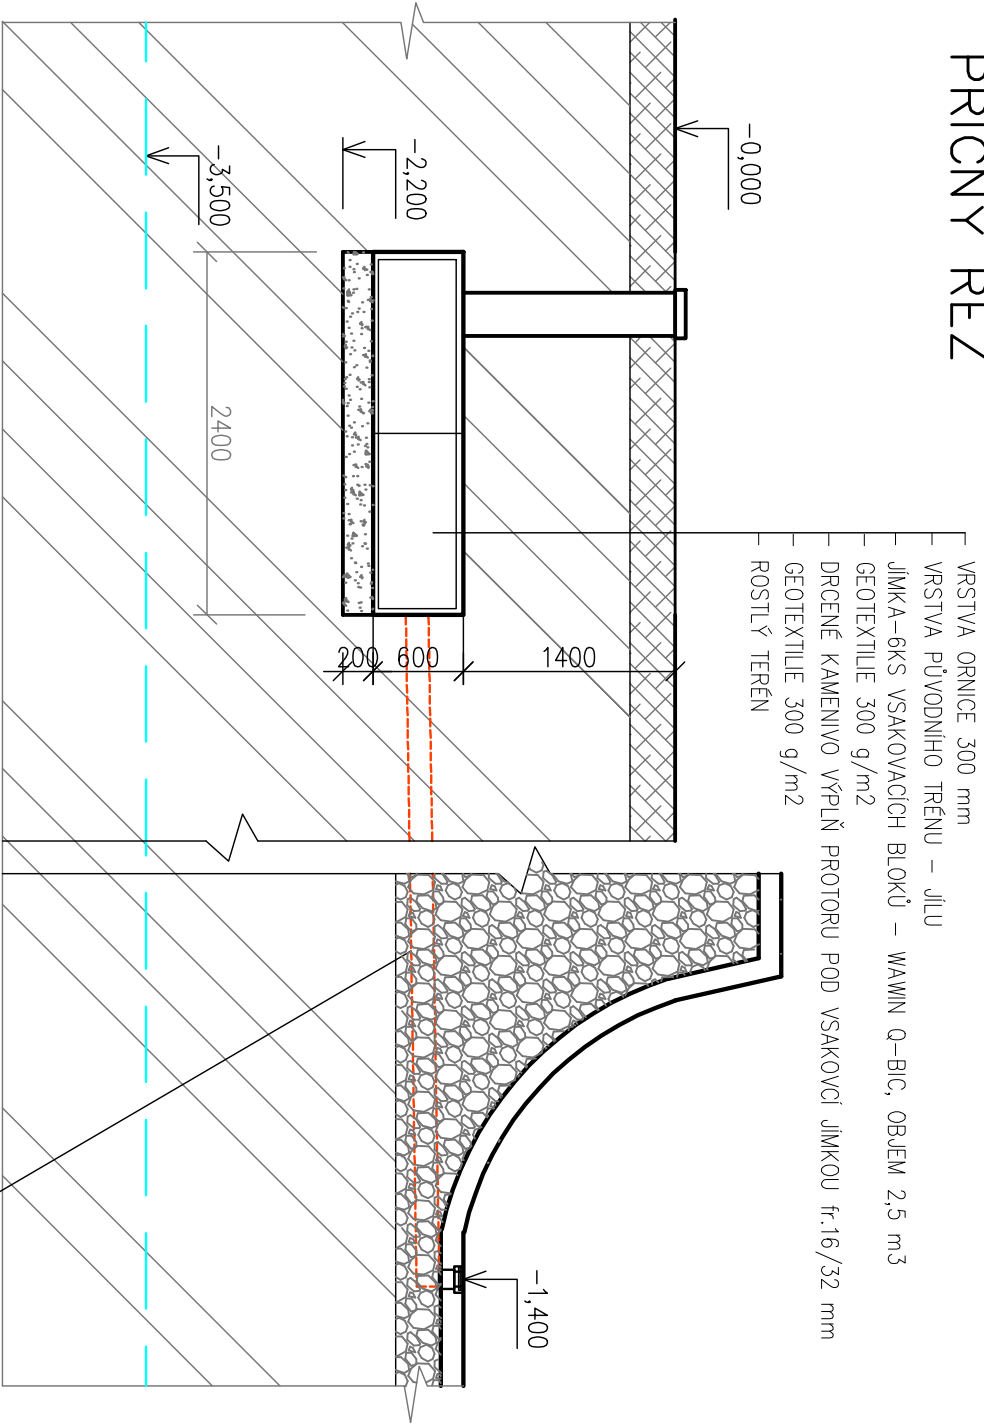 PŘÍČNÝ ŘEZ
VRSTVA ORNICE 300 mm
VRSTVA PŮVODNÍHO TRÉNU – JÍLU
JÍMKA–6KS VSAKOVACÍCH BLOKŮ – WAWIN Q–BIC, OBJEM 2,5 m3
GEOTEXTILIE 300 g/m2
DRCENÉ KAMENIVO VÝPLŇ PROTORU POD VSAKOVCÍ JÍMKOU fr.16/32 mm
GEOTEXTILIE 300 g/m2
ROSTLÝ TERÉN
–0,000
–2,200
–3,500
2400
1400
600
200
–1,400